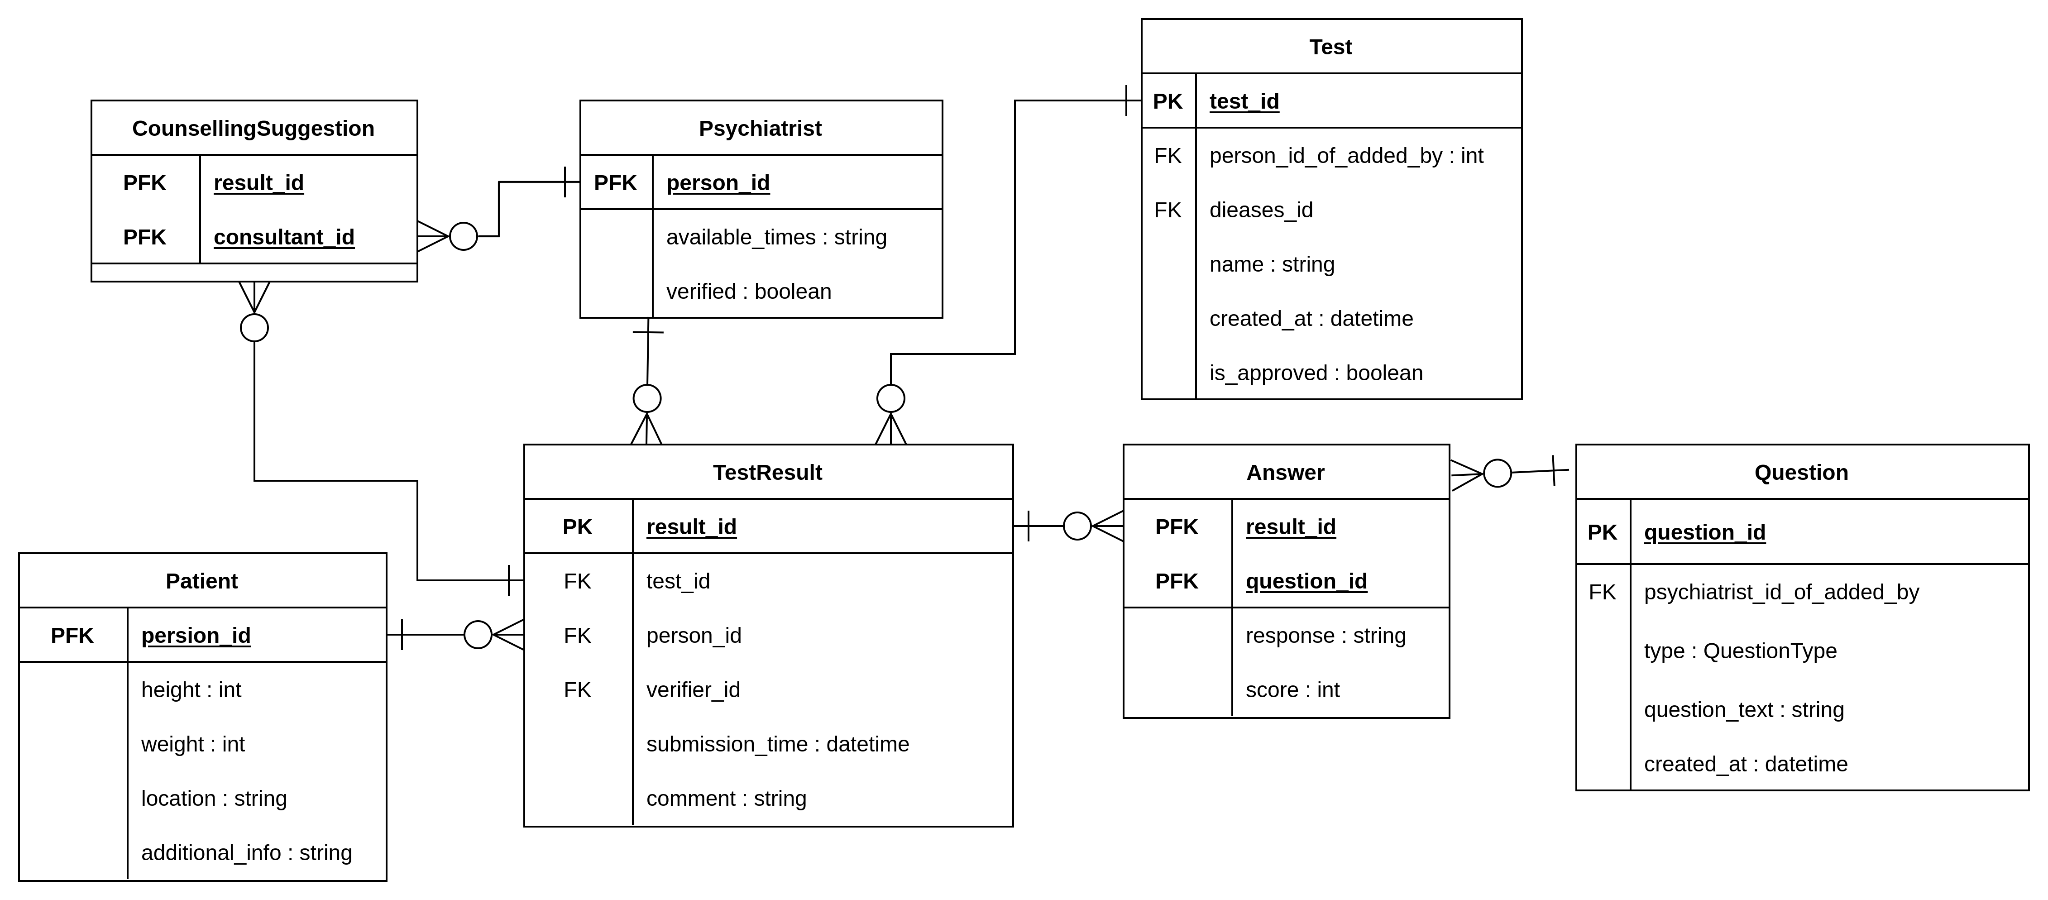 Test
PK test_id
FK person_id_of_added_by : int
FK dieases_id
name : string
created_at : datetime
is_approved : boolean
CounsellingSuggestion
PFK result_id
PFK consultant_id
Psychiatrist
PFK person_id
available_times : string
verified : boolean
TestResult
PK result_id
FK test_id
FK person_id
FK verifier_id
submission_time : datetime
comment : string
Answer
PFK result_id
PFK question_id
response : string
score : int
Question
PK question_id
FK psychiatrist_id_of_added_by
type : QuestionType
question_text : string
created_at : datetime
Patient
PFK persion_id
height : int
weight : int
location : string
additional_info : string